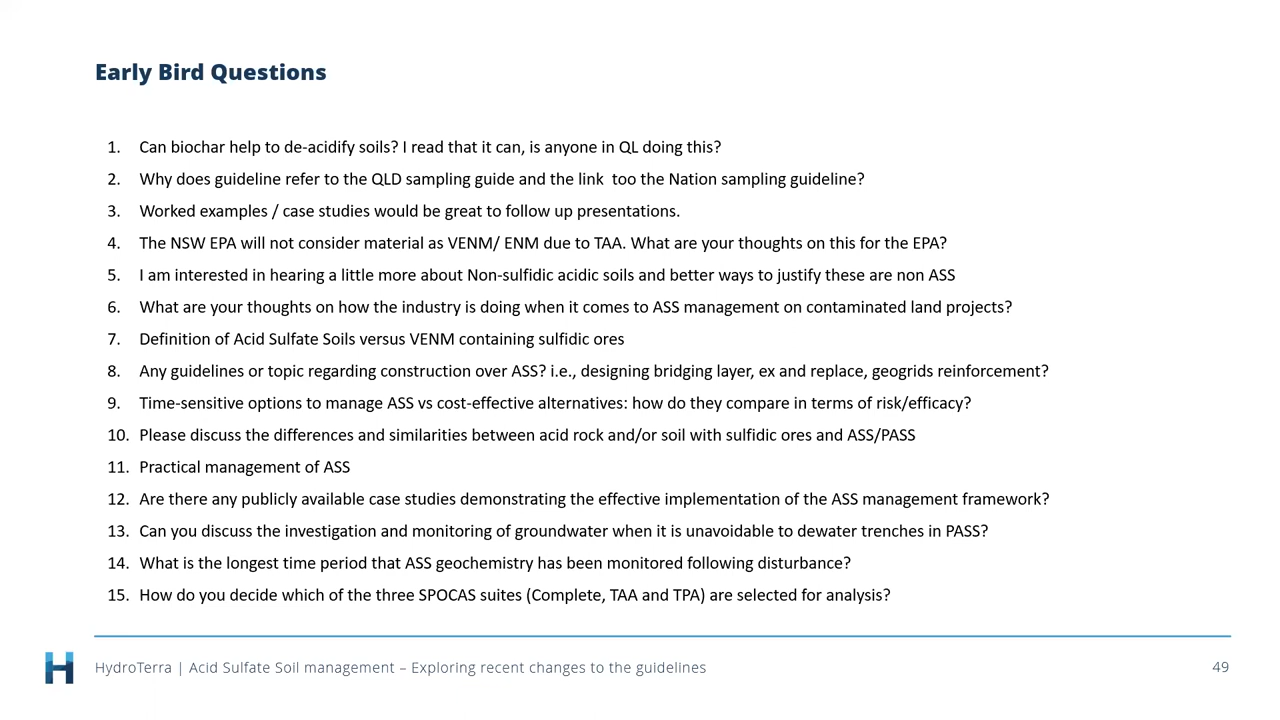 Early Bird Questions
1. Can biochar help to de-acidify soils? I read that it can, is anyone in QL doing this?
2. Why does guideline refer to the QLD sampling guide and the link  too the Nation sampling guideline?
3. Worked examples / case studies would be great to follow up presentations.
4. The NSW EPA will not consider material as VENM/ ENM due to TAA. What are your thoughts on this for the EPA?
5. I am interested in hearing a little more about Non-sulfidic acidic soils and better ways to justify these are non ASS
6. What are your thoughts on how the industry is doing when it comes to ASS management on contaminated land projects?
7. Definition of Acid Sulfate Soils versus VENM containing sulfidic ores
8. Any guidelines or topic regarding construction over ASS? i.e., designing bridging layer, ex and replace, geogrids reinforcement?
9. Time-sensitive options to manage ASS vs cost-effective alternatives: how do they compare in terms of risk/efficacy?
10. Please discuss the differences and similarities between acid rock and/or soil with sulfidic ores and ASS/PASS
11. Practical management of ASS
12. Are there any publicly available case studies demonstrating the effective implementation of the ASS management framework?
13. Can you discuss the investigation and monitoring of groundwater when it is unavoidable to dewater trenches in PASS?
14. What is the longest time period that ASS geochemistry has been monitored following disturbance?
15. How do you decide which of the three SPOCAS suites (Complete, TAA and TPA) are selected for analysis?
HydroTerra | Acid Sulfate Soil management – Exploring recent changes to the guidelines
49